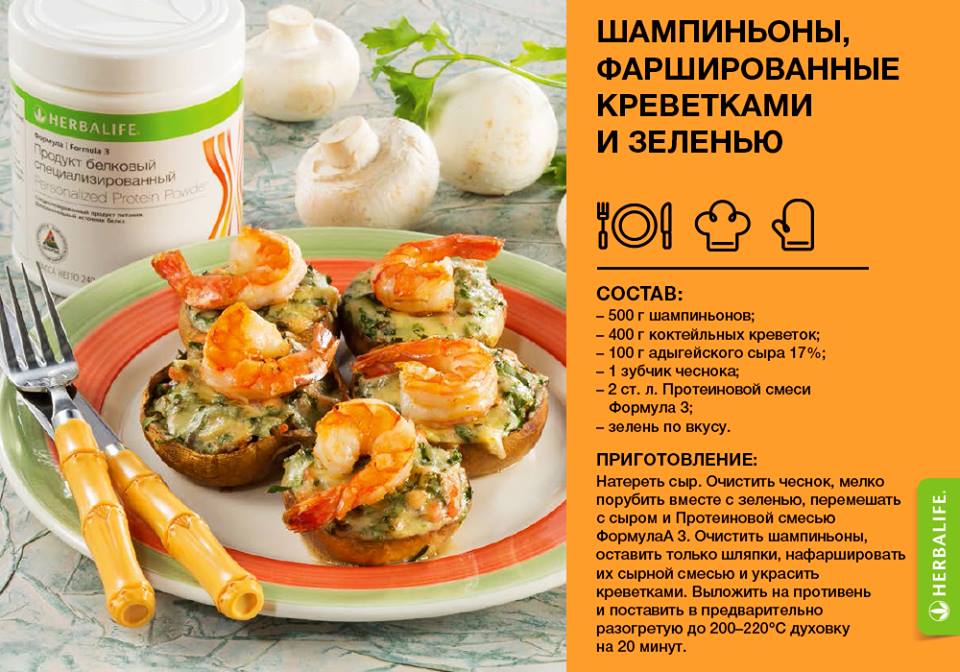 HERBALIFE
Формула | Formula 3
Продукт белковый
специализированный
Personalized Protein Powder
МАССА НЕТТО 240
ШАМПИНЬОНЫ,
ФАРШИРОВАННЫЕ
КРЕВЕТКАМИ
И ЗЕЛЕНЬЮ
СОСТАВ:
– 500 г шампиньонов;
– 400 г коктейльных креветок;
– 100 г адыгейского сыра 17%;
– 1 зубчик чеснока;
– 2 ст. л. Протеиновой смеси
Формула 3;
– зелень по вкусу.
ПРИГОТОВЛЕНИЕ:
Натереть сыр. Очистить чеснок, мелко
порубить вместе с зеленью, перемешать
с сыром и Протеиновой смесью
ФормулаА 3. Очистить шампиньоны,
оставить только шляпки, нафаршировать
их сырной смесью и украсить
креветками. Выложить на противень
и поставить в предварительно
разогретую до 200–220°С духовку
на 20 минут.
HERBALIFE.